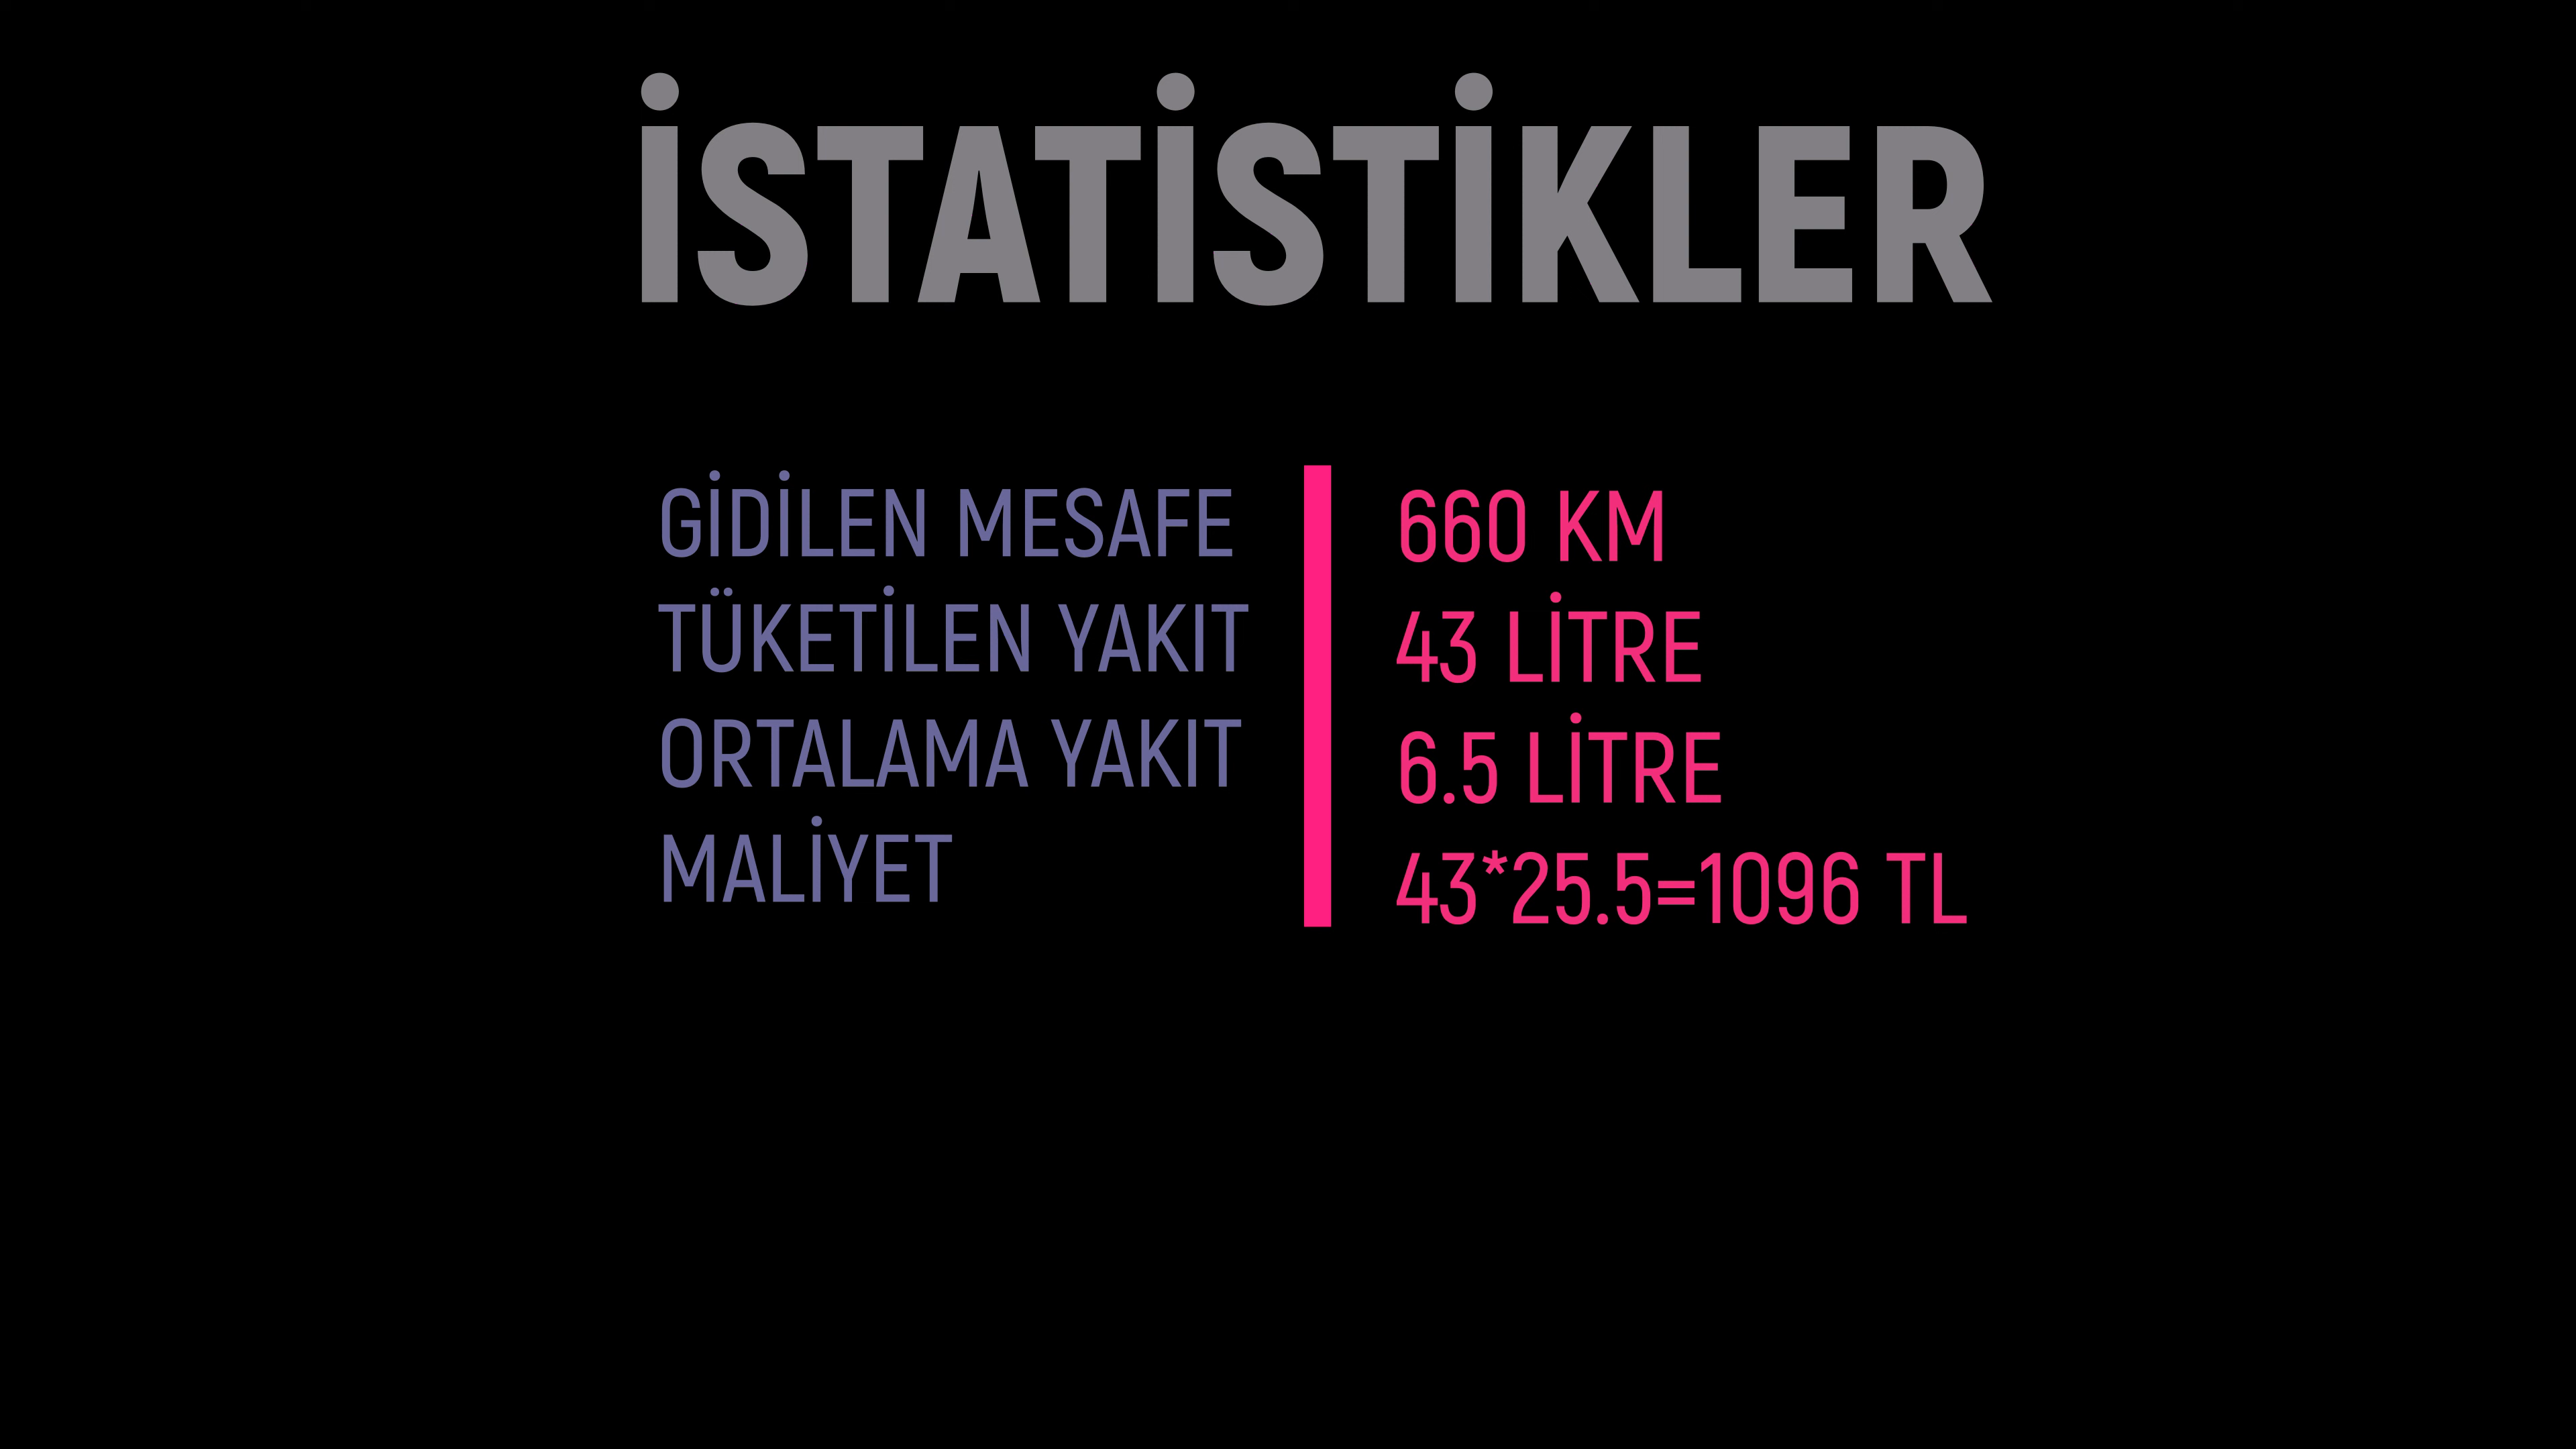 İSTATİSTİKLER
GİDİLEN MESAFE
660 KM
TÜKETİLEN YAKIT
43 LİTRE
ORTALAMA YAKIT
6.5 LİTRE
MALİYET
43*25.5=1096 TL